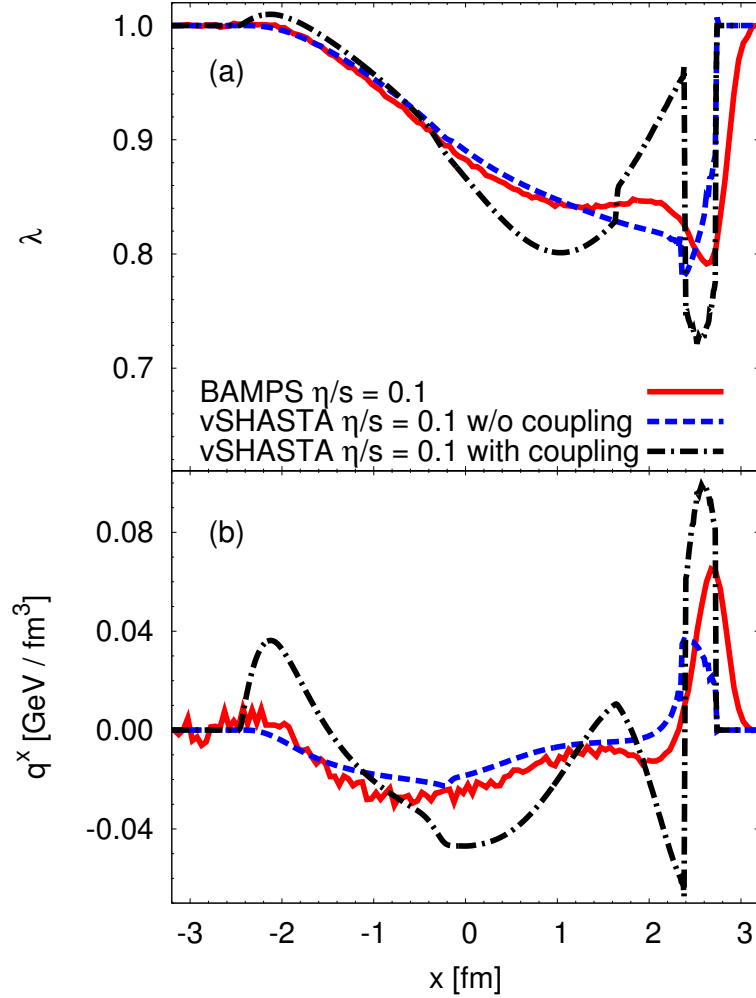 1.0
(a)
0.9
λ
0.8
0.7
BAMPS η/s = 0.1
vSHASTA η/s = 0.1 w/o coupling
vSHASTA η/s = 0.1 with coupling
0.08
(b)
0.04
q^x [GeV / fm^3]
0.00
-0.04
-3 -2 -1 0 1 2 3
x [fm]